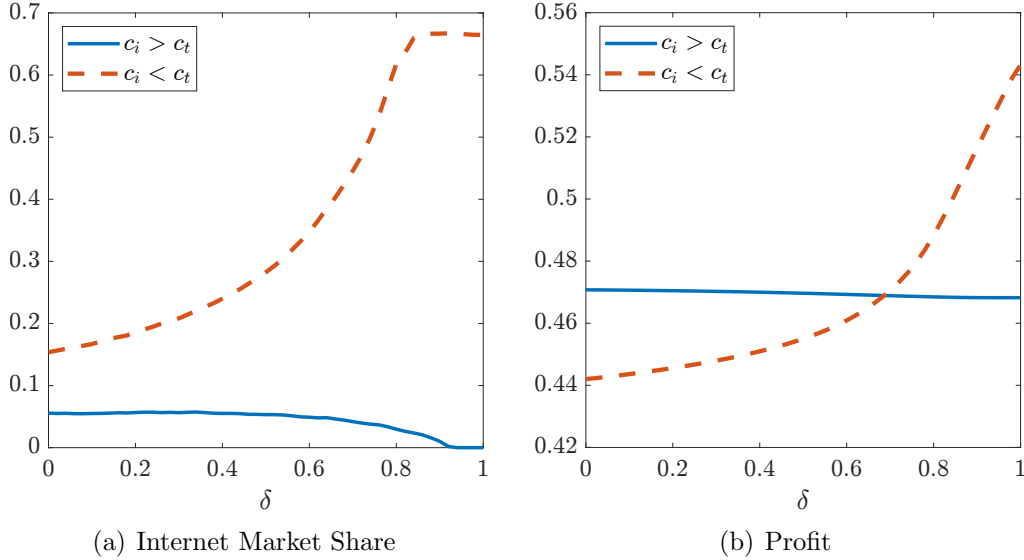 0.7
0.6
0.5
0.4
0.3
0.2
0.1
0
0 0.2 0.4 0.6 0.8 1
c_i > c_t
c_i < c_t
δ
(a) Internet Market Share
0.56
0.54
0.52
0.5
0.48
0.46
0.44
0.42
0 0.2 0.4 0.6 0.8 1
c_i > c_t
c_i < c_t
δ
(b) Profit